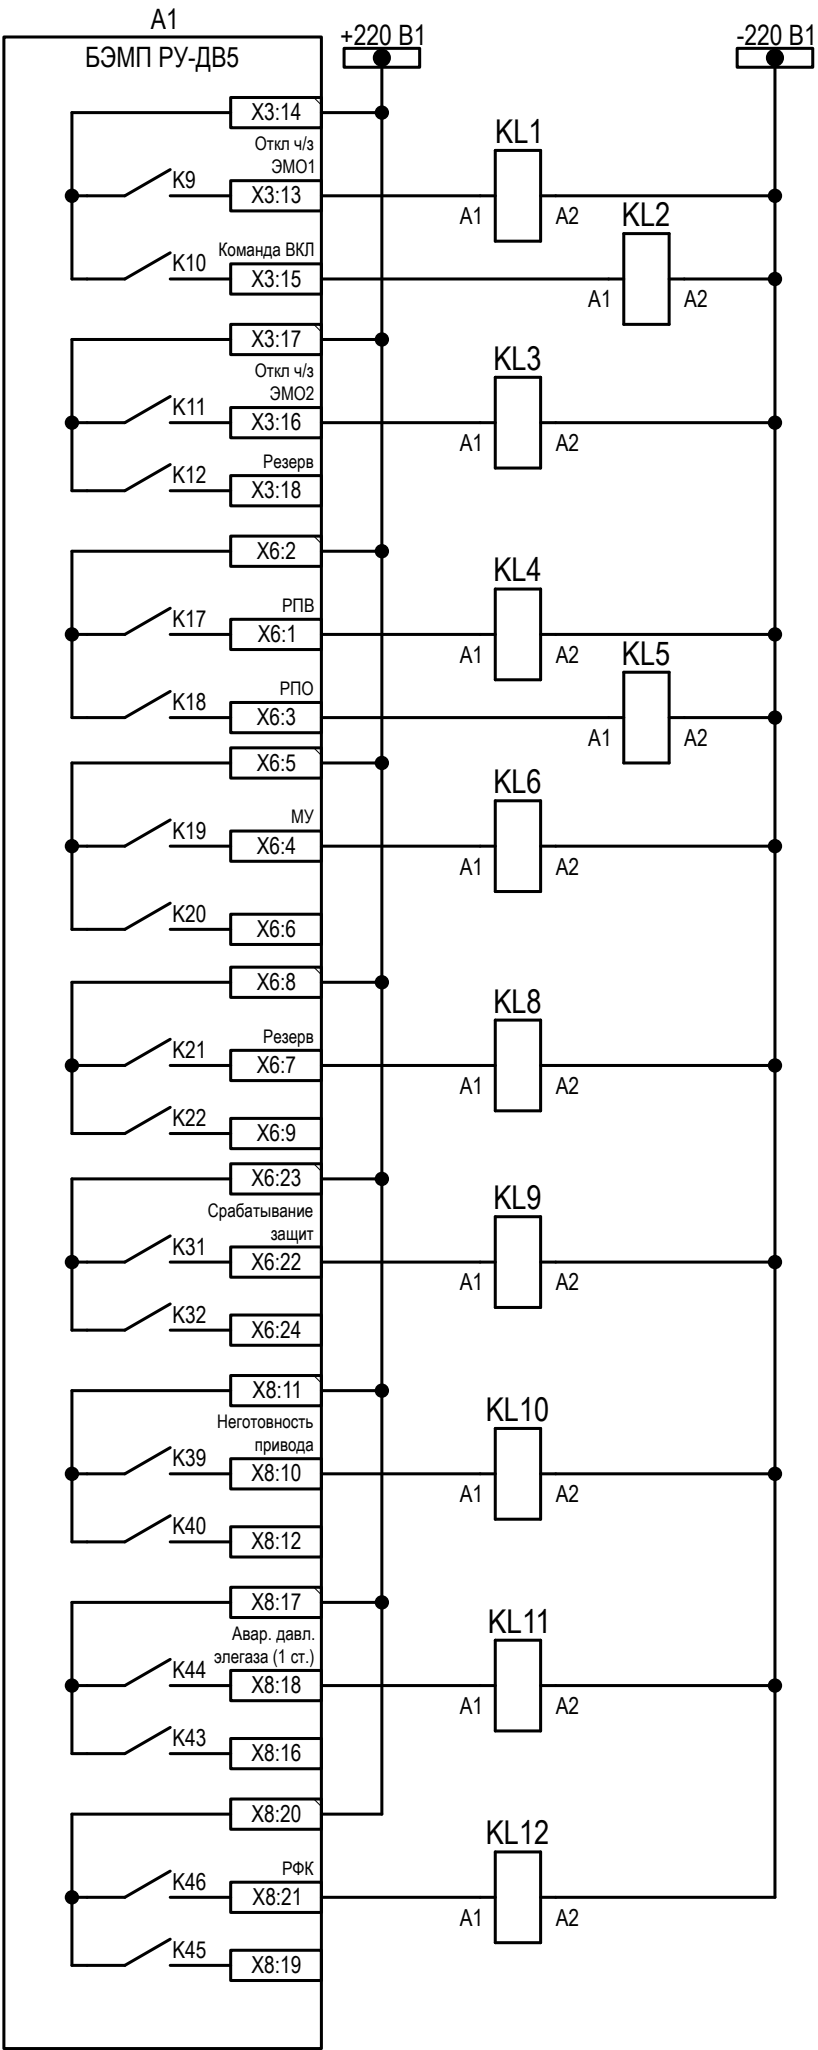 A1
+220 В1
-220 В1
БЭМП РУ-ДВ5
X3:14
Откл ч/з
ЭМО1
K9
X3:13
KL1
A1
A2
Команда ВКЛ
K10
X3:15
KL2
A1
A2
X3:17
Откл ч/з
ЭМО2
K11
X3:16
KL3
A1
A2
Резерв
K12
X3:18
X6:2
РПВ
K17
X6:1
KL4
A1
A2
РПО
K18
X6:3
KL5
A1
A2
X6:5
МУ
K19
X6:4
KL6
A1
A2
K20
X6:6
X6:8
Резерв
K21
X6:7
KL8
A1
A2
K22
X6:9
X6:23
Срабатывание
защит
K31
X6:22
KL9
A1
A2
K32
X6:24
X8:11
Неготовность
привода
K39
X8:10
KL10
A1
A2
K40
X8:12
X8:17
Авар. давл.
элегаза (1 ст.)
K44
X8:18
KL11
A1
A2
K43
X8:16
X8:20
РФК
K46
X8:21
KL12
A1
A2
K45
X8:19